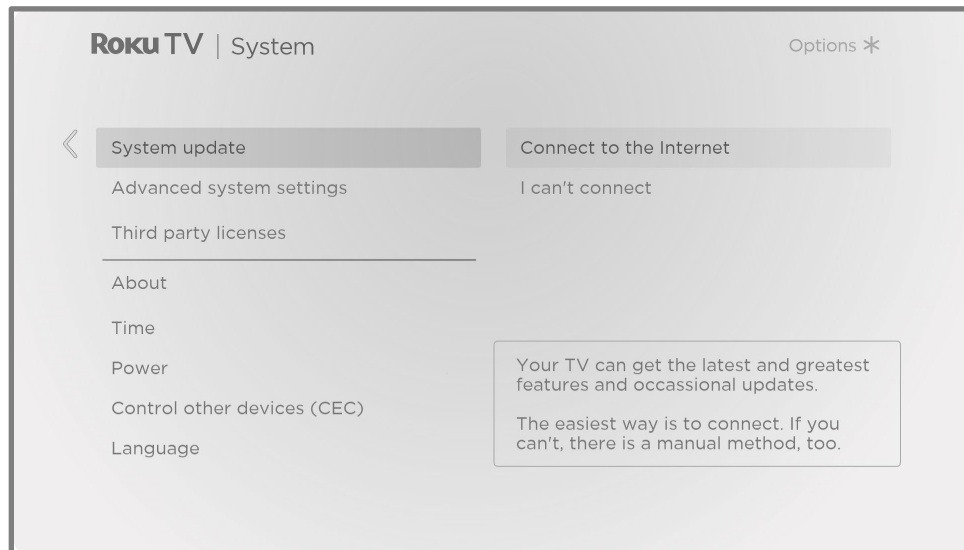 Roku TV | System
Options
System update
Advanced system settings
Third party licenses
About
Time
Power
Control other devices (CEC)
Language
Connect to the Internet
I can't connect
Your TV can get the latest and greatest
features and occassional updates.
The easiest way is to connect. If you
can't, there is a manual method, too.